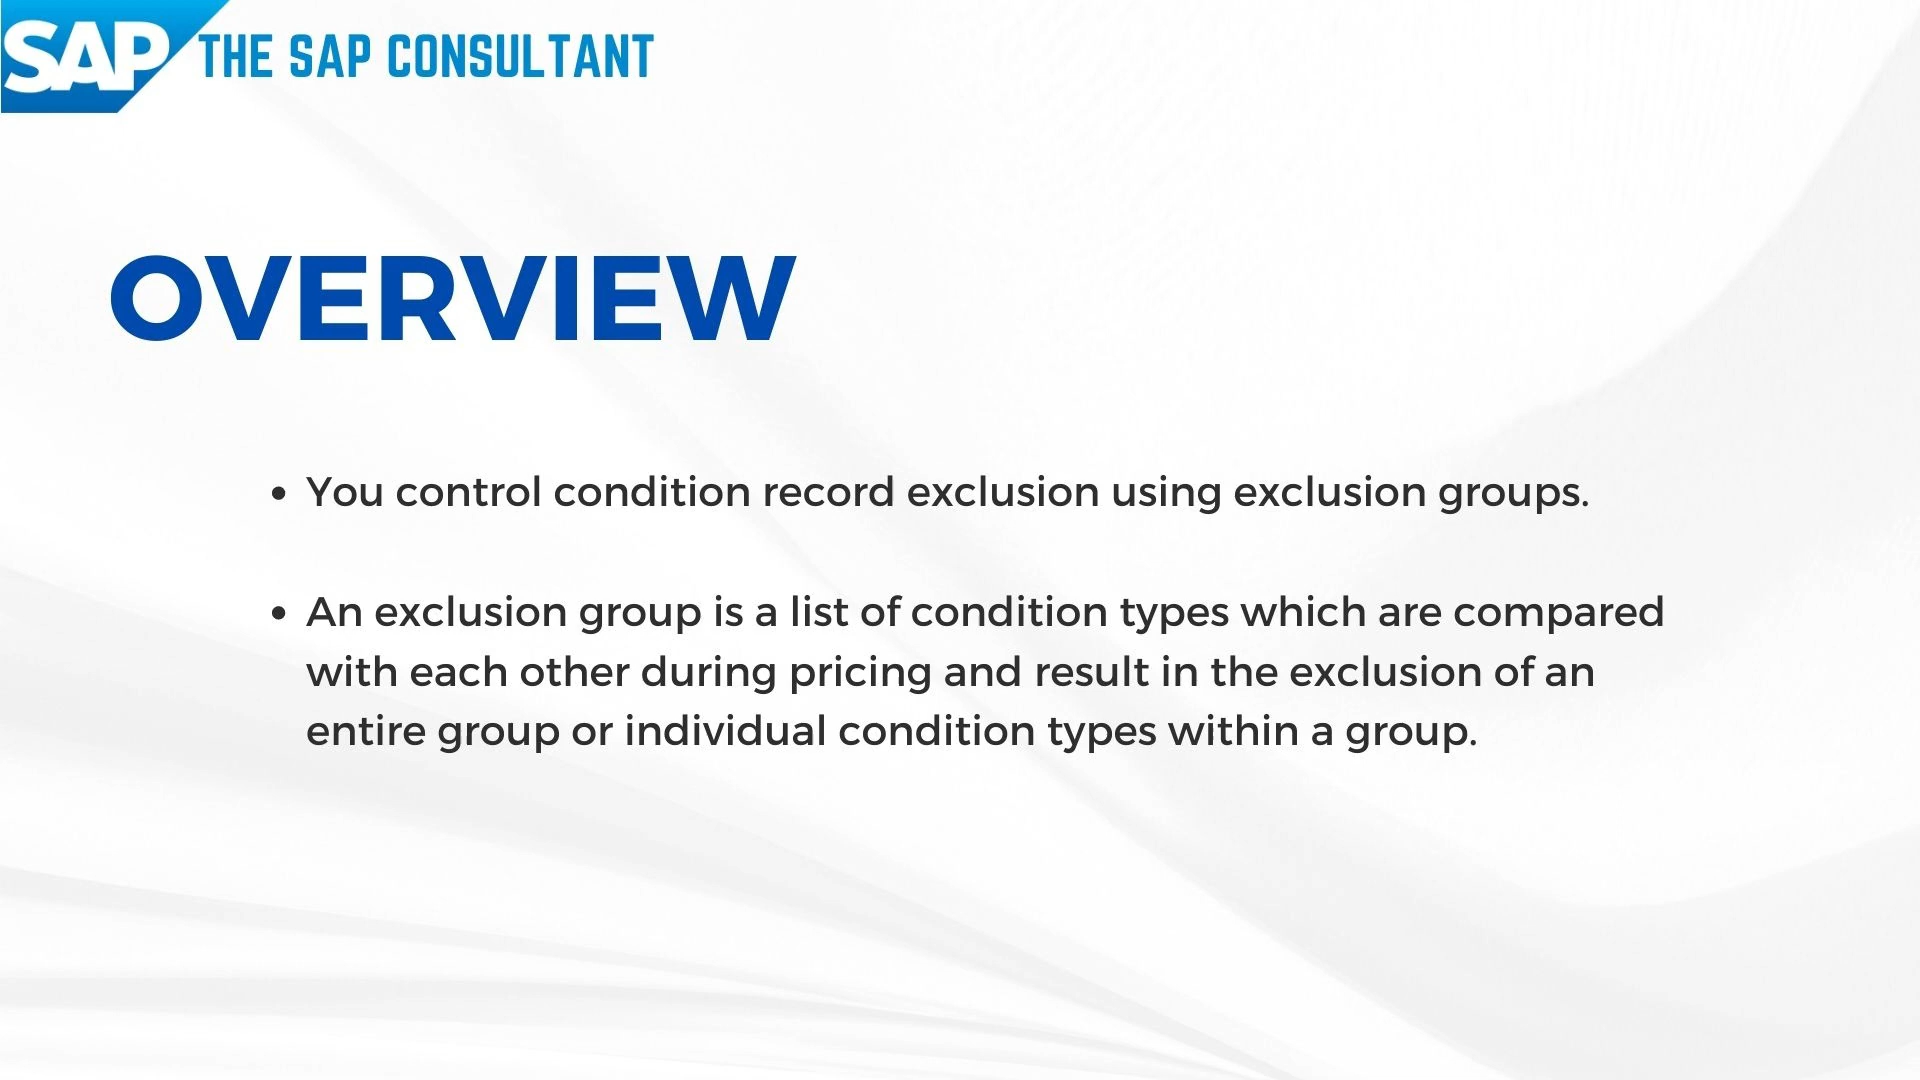 SAP THE SAP CONSULTANT
OVERVIEW
• You control condition record exclusion using exclusion groups.
• An exclusion group is a list of condition types which are compared
with each other during pricing and result in the exclusion of an
entire group or individual condition types within a group.